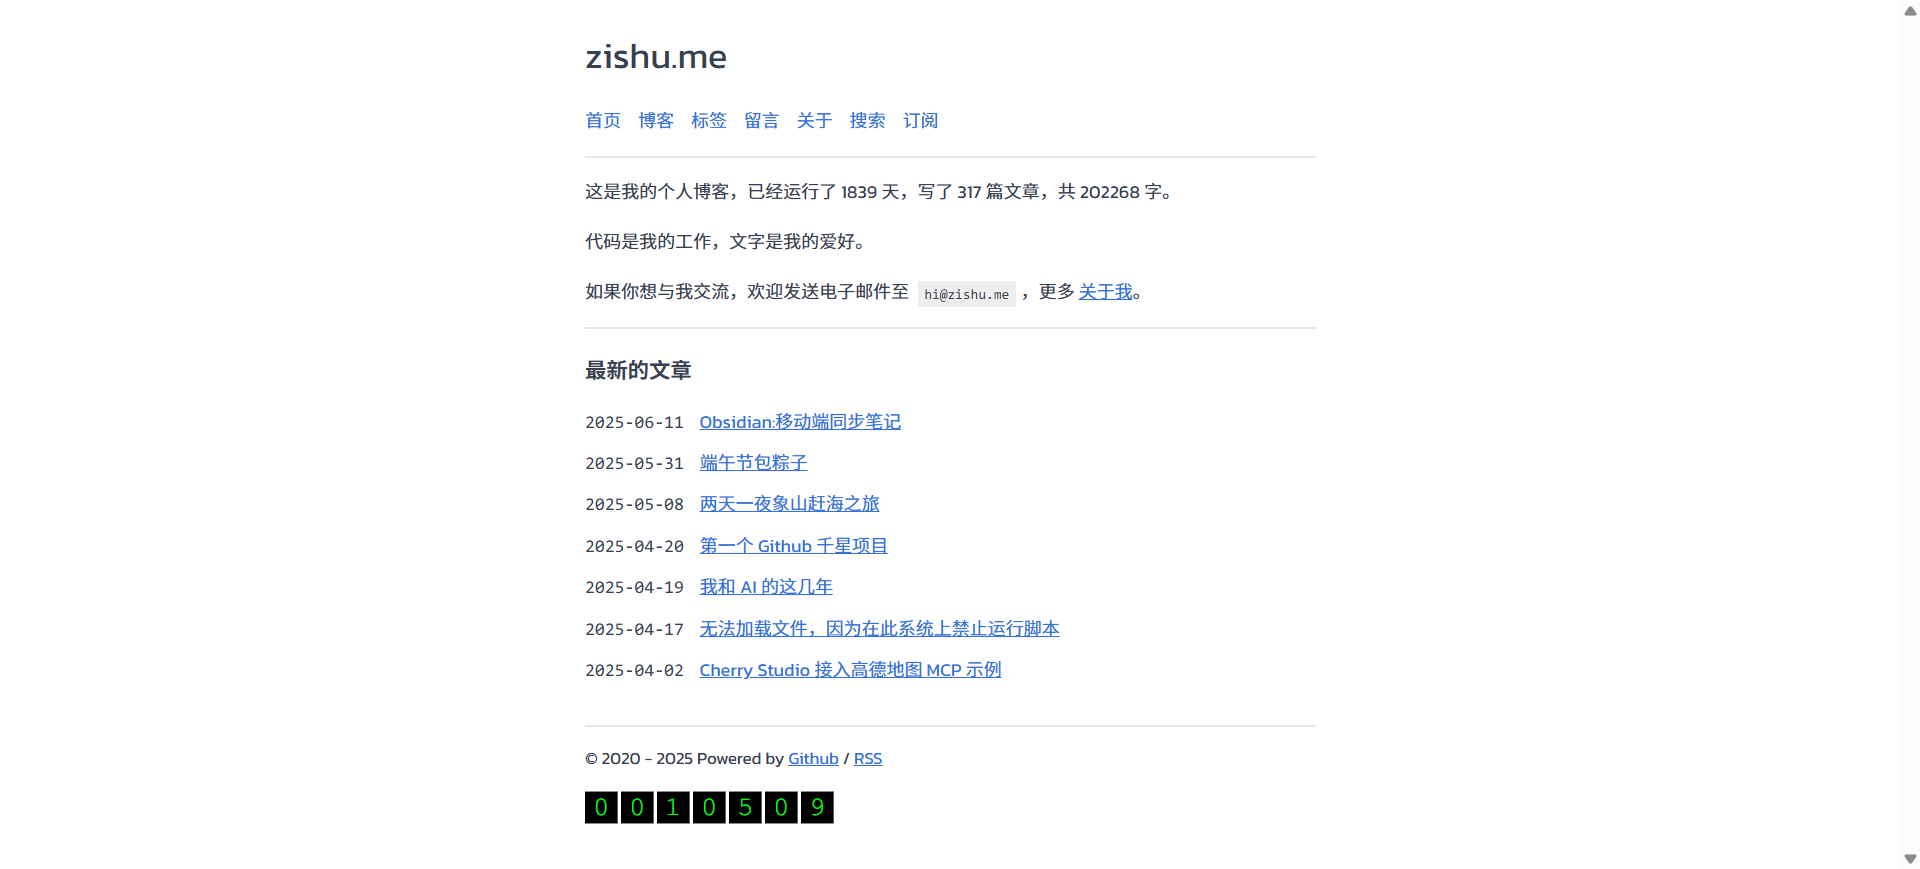 zishu.me
首页 博客 标签 留言 关于 搜索 订阅
这是我的个人博客，已经运行了 1839 天，写了 317 篇文章，共 202268 字。
代码是我的工作，文字是我的爱好。
如果你想与我交流，欢迎发送电子邮件至 hi@zishu.me ，更多 关于我。
最新的文章
2025-06-11 Obsidian:移动端同步笔记
2025-05-31 端午节包粽子
2025-05-08 两天一夜象山赶海之旅
2025-04-20 第一个 Github 千星项目
2025-04-19 我和 AI 的这几年
2025-04-17 无法加载文件，因为在此系统上禁止运行脚本
2025-04-02 Cherry Studio 接入高德地图 MCP 示例
© 2020 - 2025 Powered by Github / RSS
0010509